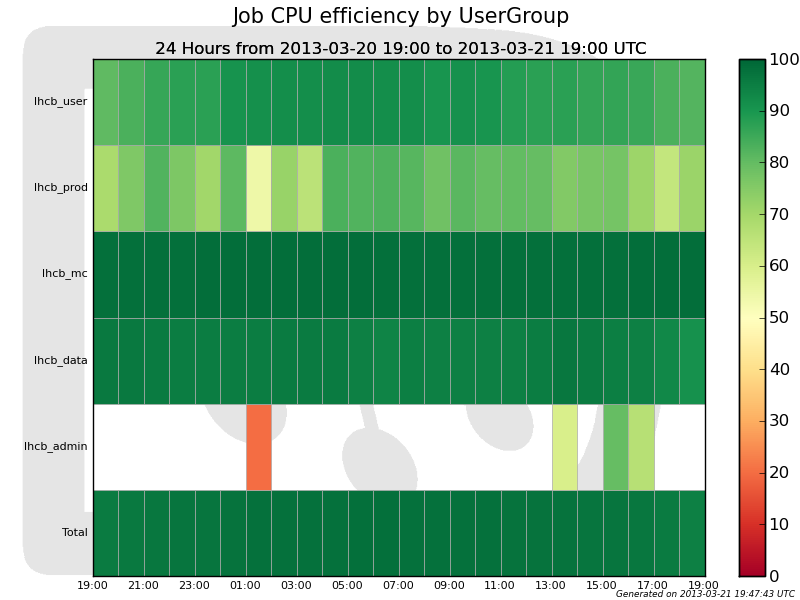 Job CPU efficiency by UserGroup
24 Hours from 2013-03-20 19:00 to 2013-03-21 19:00 UTC
lhcb_user
lhcb_prod
lhcb_mc
lhcb_data
lhcb_admin
Total
19:00 21:00 23:00 01:00 03:00 05:00 07:00 09:00 11:00 13:00 15:00 17:00 19:00
100
90
80
70
60
50
40
30
20
10
0
Generated on 2013-03-21 19:47:43 UTC